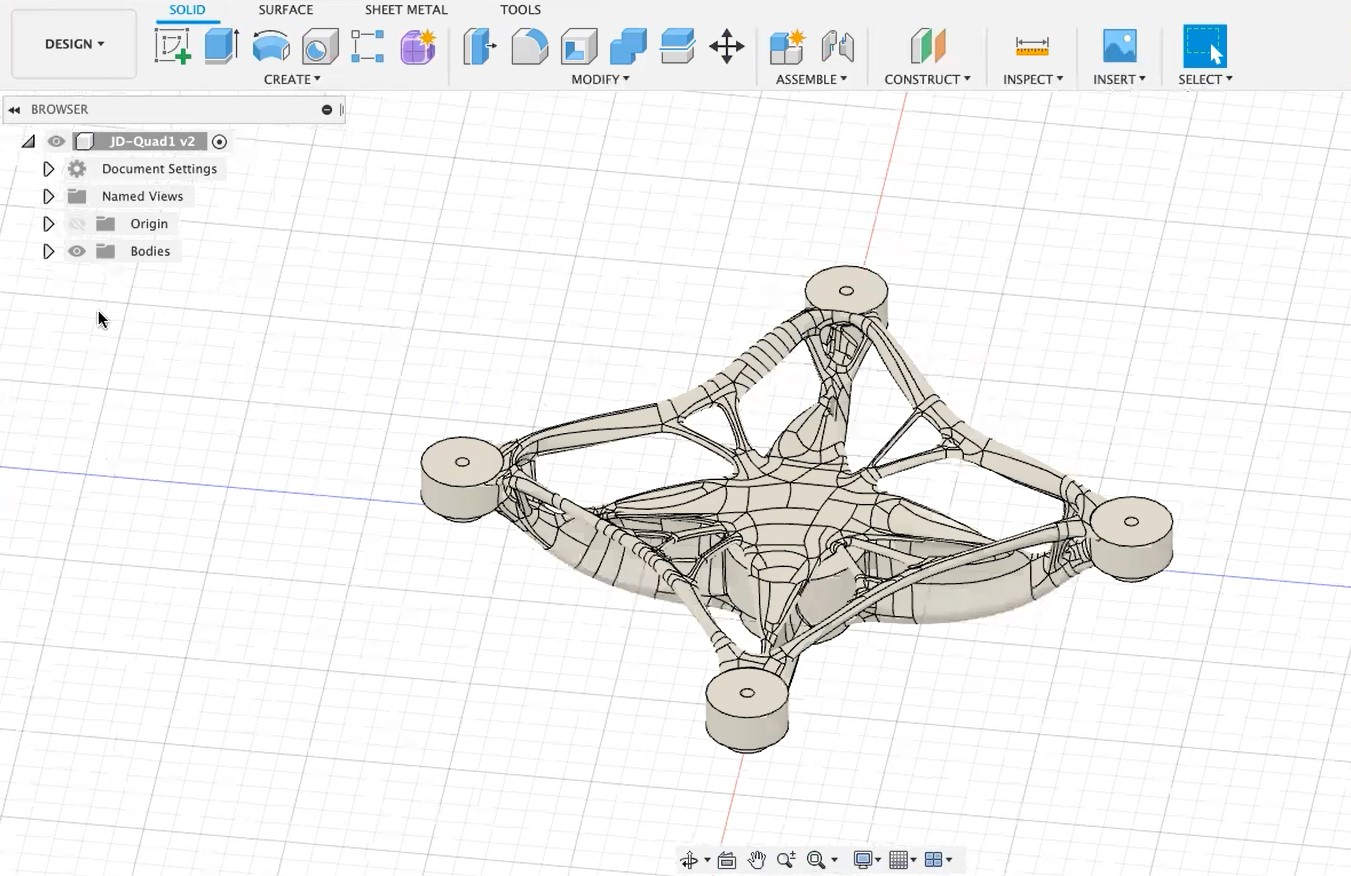 SOLID SURFACE SHEET METAL TOOLS
DESIGN
CREATE MODIFY ASSEMBLE CONSTRUCT INSPECT INSERT SELECT
BROWSER
JD-Quad1 v2
Document Settings
Named Views
Origin
Bodies